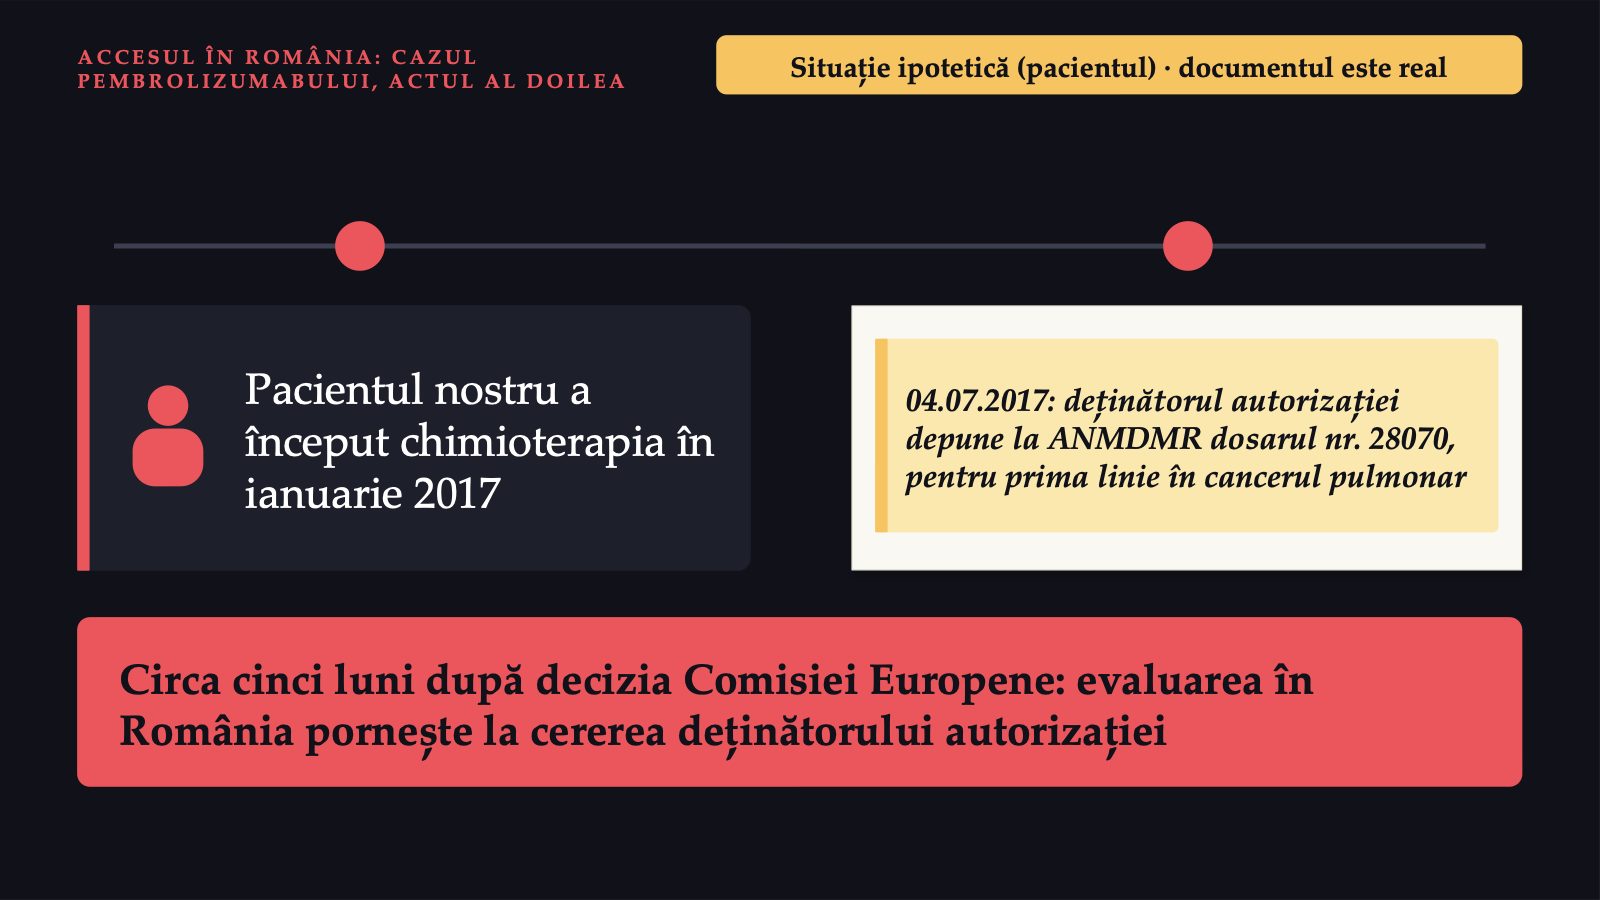 ACCESUL ÎN ROMÂNIA: CAZUL
PEMBROLIZUMABULUI, ACTUL AL DOILEA
Situație ipotetică (pacientul) · documentul este real
Pacientul nostru a
început chimioterapia în
ianuarie 2017
04.07.2017: deținătorul autorizației
depune la ANMDMR dosarul nr. 28070,
pentru prima linie în cancerul pulmonar
Circa cinci luni după decizia Comisiei Europene: evaluarea în
România pornește la cererea deținătorului autorizației